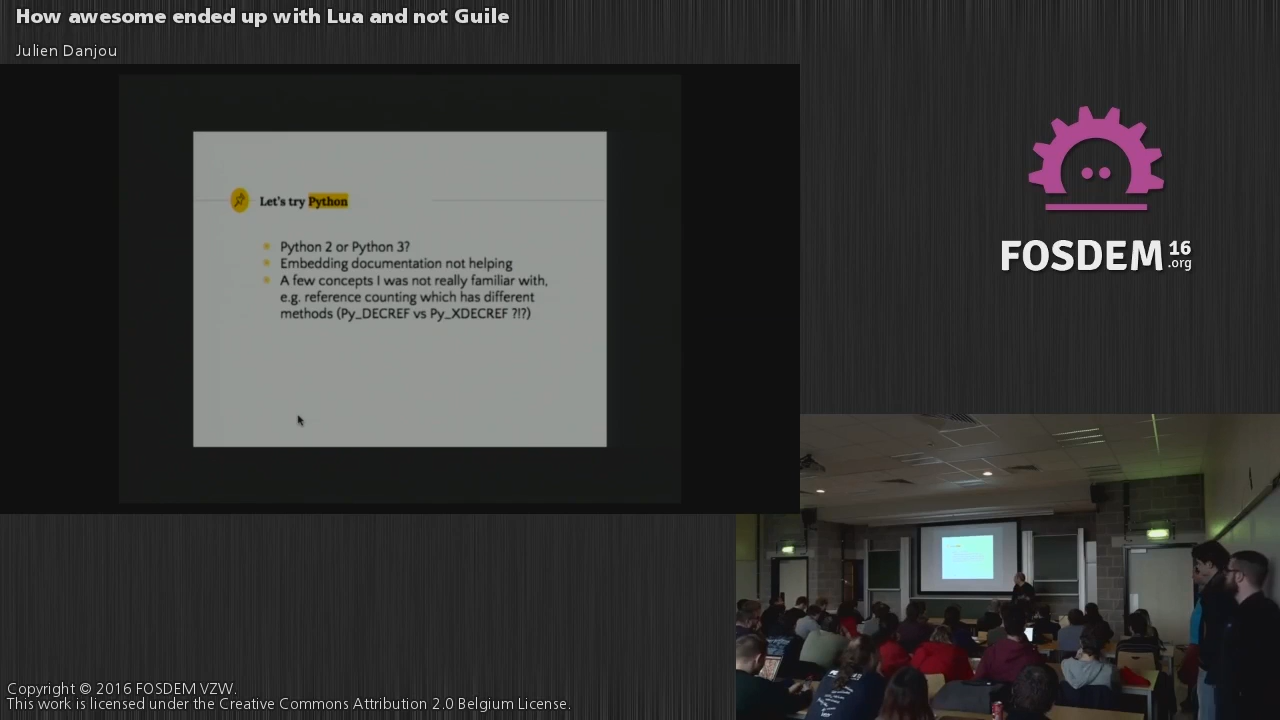 How awesome ended up with Lua and not Guile
Julien Danjou
Let's try Python
Python 2 or Python 3?
Embedding documentation not helping
A few concepts I was not really familiar with,
e.g. reference counting which has different
methods (Py_DECREF vs Py_XDECREF ?!?)
FOSDEM 16
.org
Copyright © 2016 FOSDEM VZW.
This work is licensed under the Creative Commons Attribution 2.0 Belgium License.